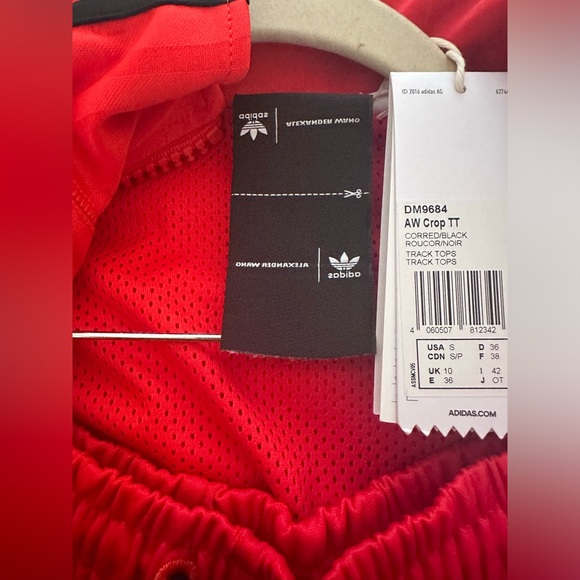 adidas
ALEXANDER WANG
ALEXANDER WANG
adidas
© 2016 adidas AG
DM9684
AW Crop TT
CORRED/BLACK
ROUCOR/NOIR
TRACK TOPS
TRACK TOPS
4 060507 812342
USA S D 36
CDN S/P F 38
UK 10 I 42
E 36 J OT
ASSMCV05
ADIDAS.COM